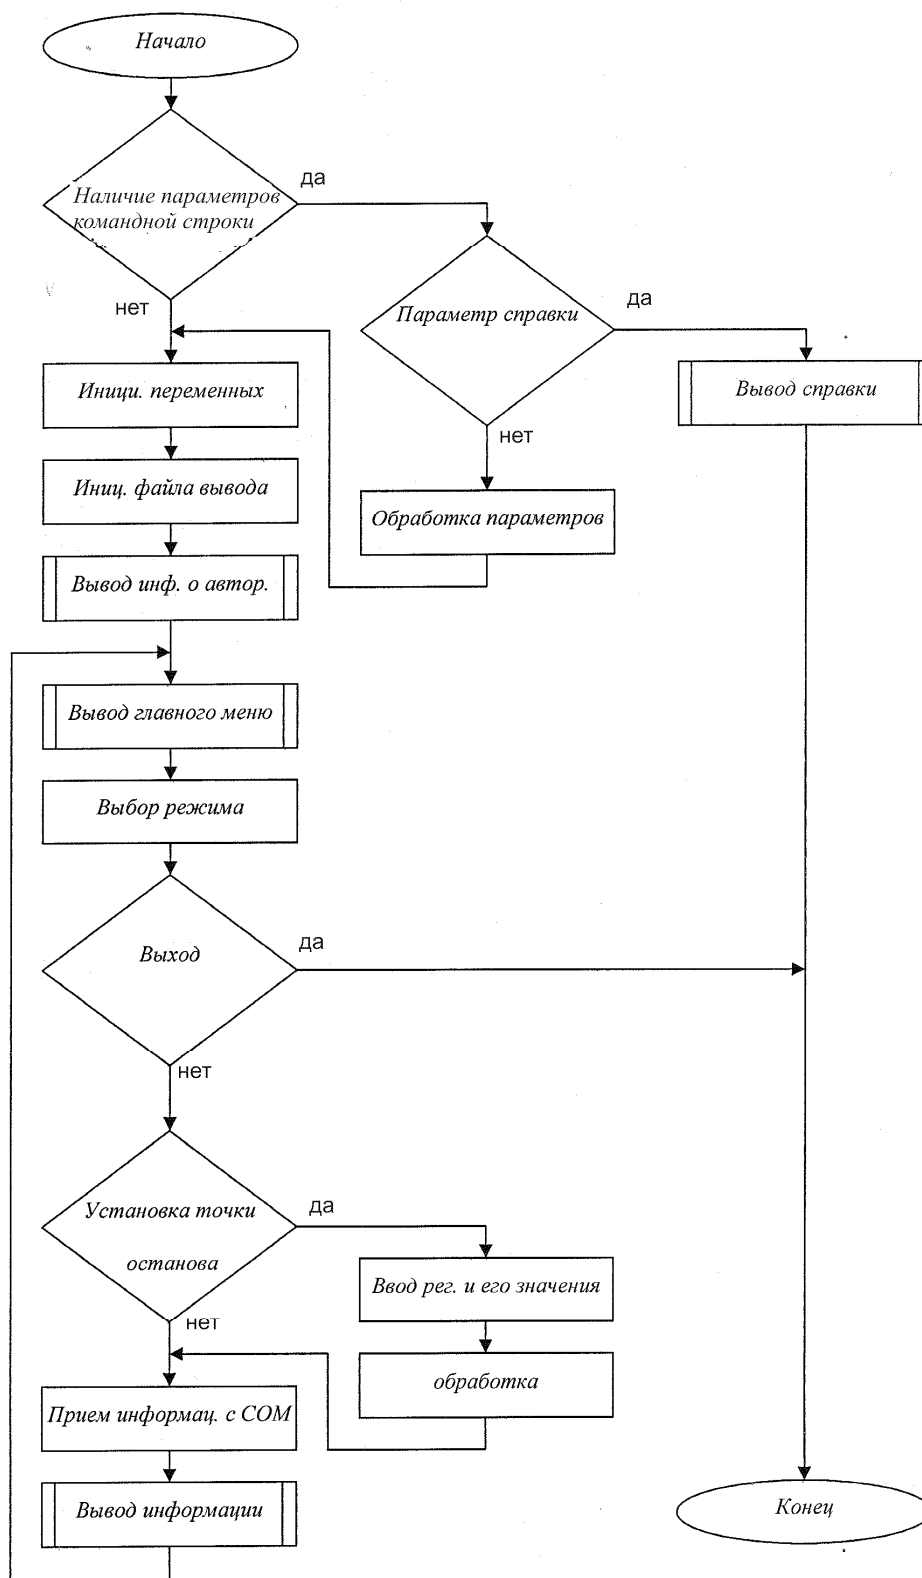 Начало
да
Наличие параметров
командной строки
нет
Параметр справки
да
Иници. переменных
Вывод справки
нет
Иниц. файла вывода
Обработка параметров
Вывод инф. о автор.
Вывод главного меню
Выбор режима
Выход
да
нет
Установка точки
останова
да
Ввод рег. и его значения
нет
обработка
Прием информац. с СОМ
Вывод информации
Конец